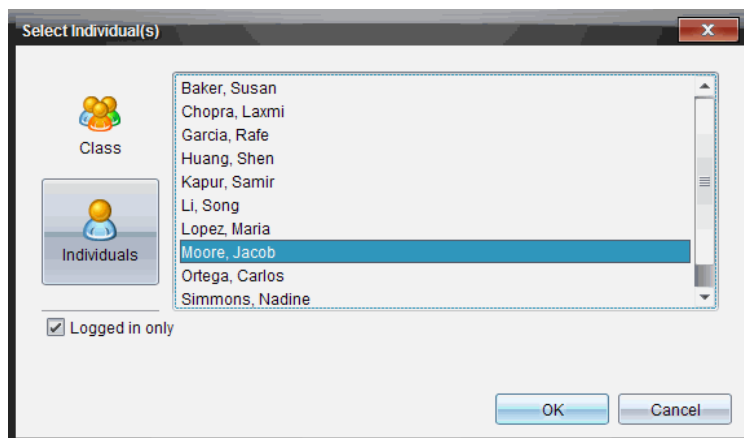 Select Individual(s)
Class
Individuals
Logged in only
Baker, Susan
Chopra, Laxmi
Garcia, Rafe
Huang, Shen
Kapur, Samir
Li, Song
Lopez, Maria
Moore, Jacob
Ortega, Carlos
Simmons, Nadine
OK
Cancel